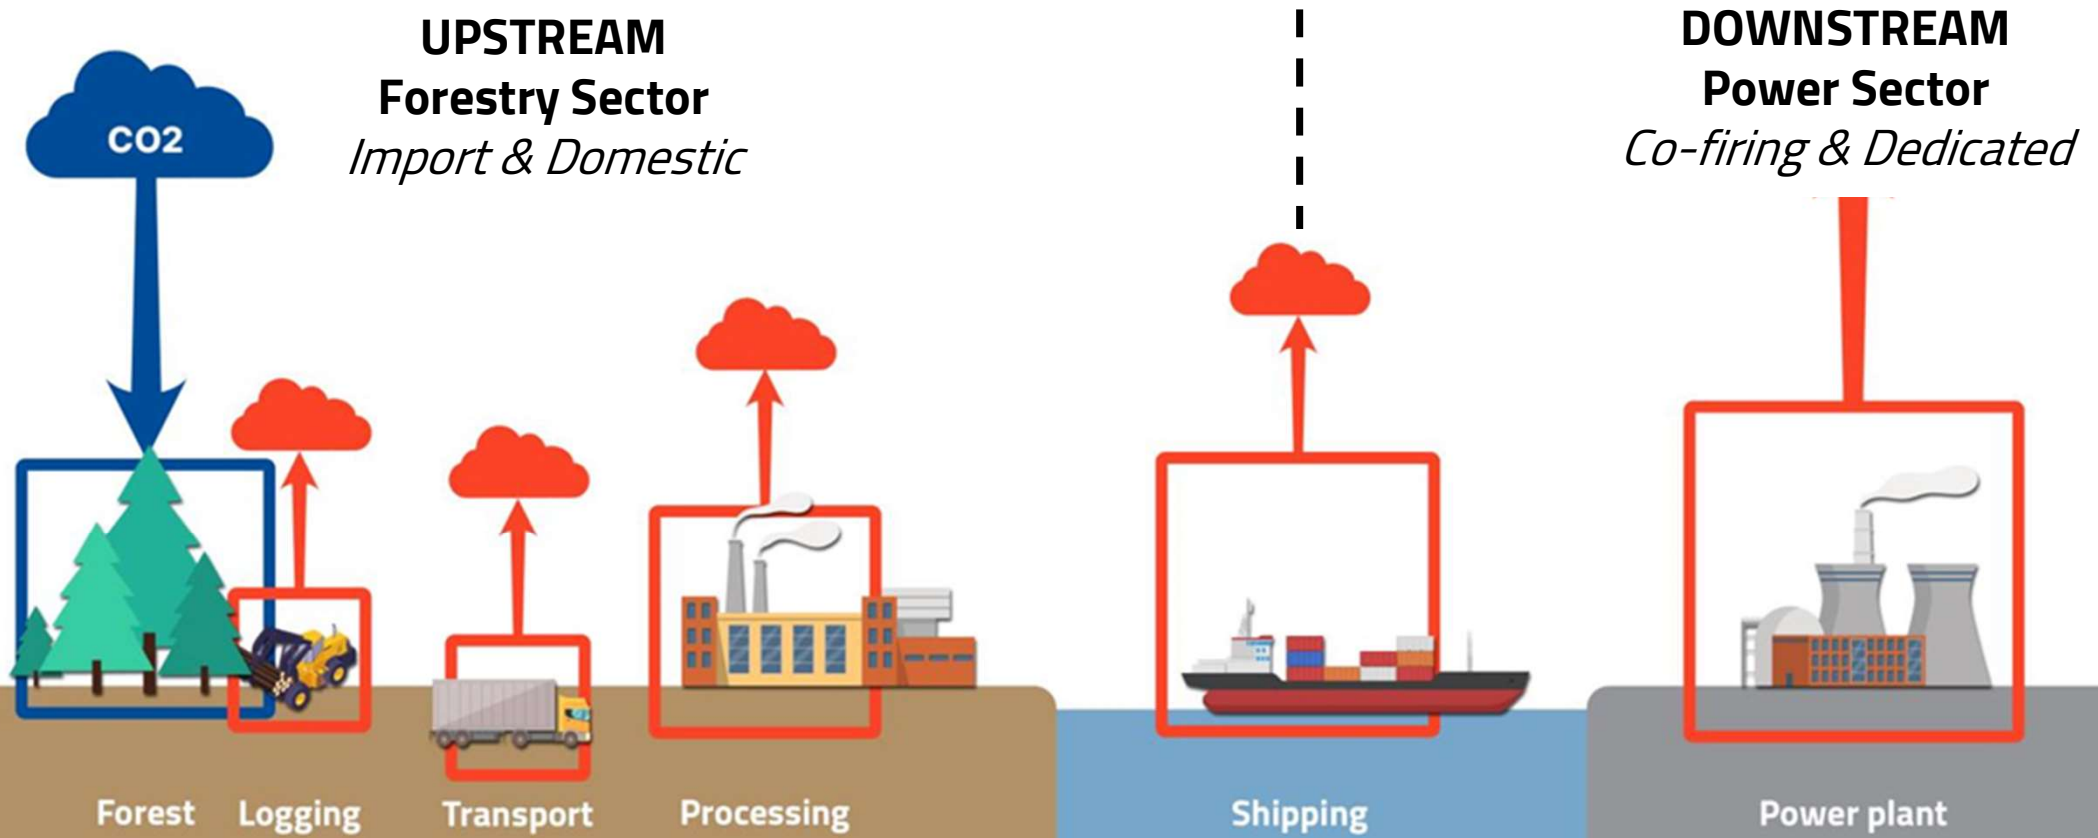 UPSTREAM
Forestry Sector
Import & Domestic
DOWNSTREAM
Power Sector
Co-firing & Dedicated
CO2
Forest
Logging
Transport
Processing
Shipping
Power plant